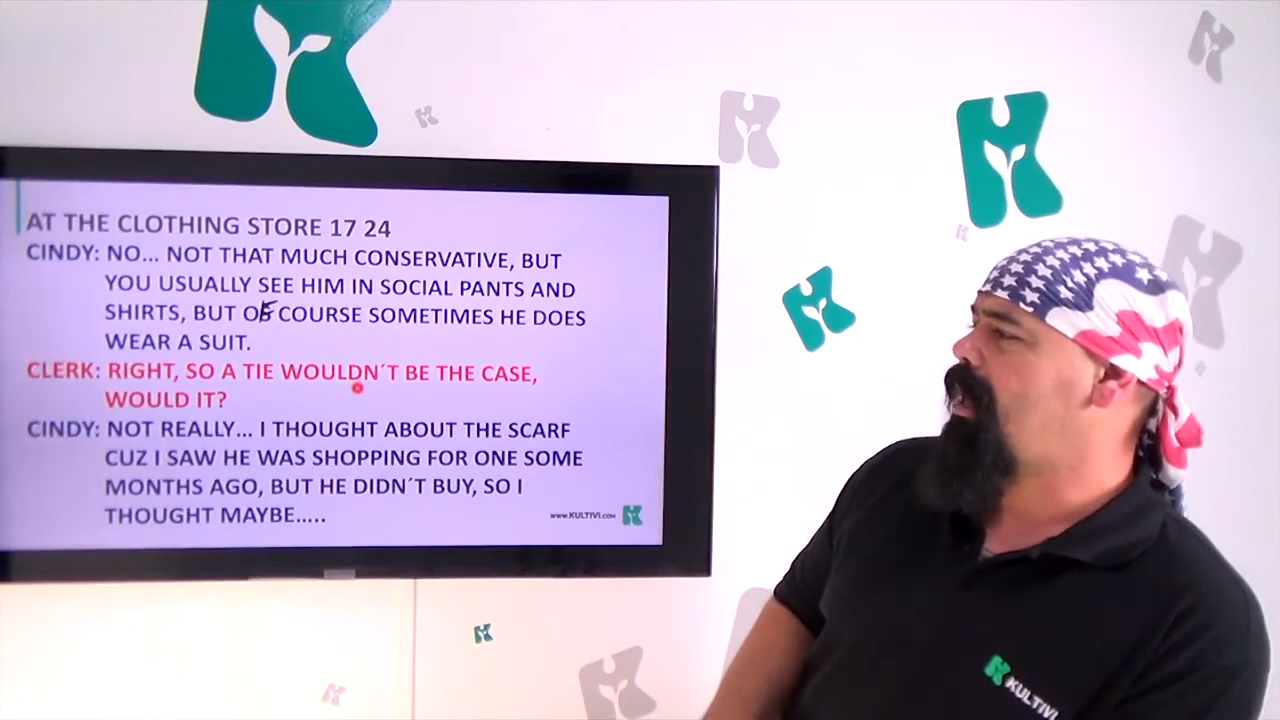 AT THE CLOTHING STORE 17 24
CINDY: NO... NOT THAT MUCH CONSERVATIVE, BUT
YOU USUALLY SEE HIM IN SOCIAL PANTS AND
SHIRTS, BUT OF COURSE SOMETIMES HE DOES
WEAR A SUIT.
CLERK: RIGHT, SO A TIE WOULDN´T BE THE CASE,
WOULD IT?
CINDY: NOT REALLY... I THOUGHT ABOUT THE SCARF
CUZ I SAW HE WAS SHOPPING FOR ONE SOME
MONTHS AGO, BUT HE DIDN´T BUY, SO I
THOUGHT MAYBE.....
WWW.KULTIVI.COM
KULTIVI